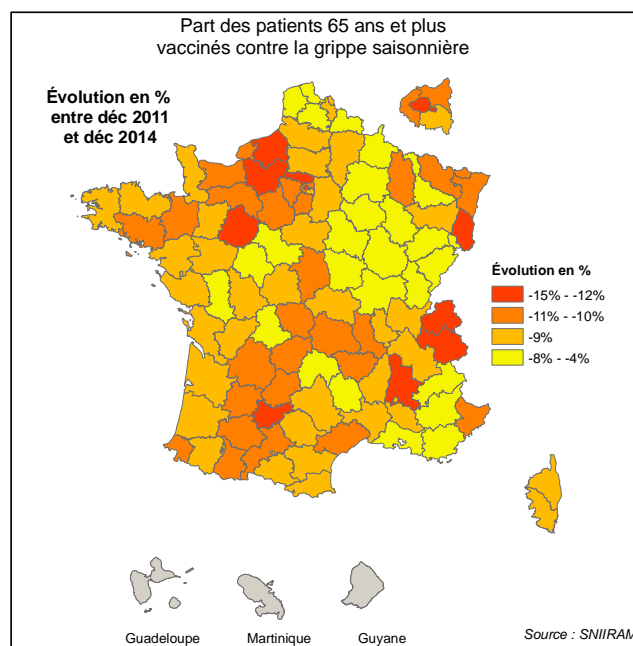 Part des patients 65 ans et plus
vaccinés contre la grippe saisonnière
Évolution en %
entre déc 2011
et déc 2014
Évolution en %
-15% - -12%
-11% - -10%
-9%
-8% - -4%
Guadeloupe Martinique Guyane
Source : SNIIRAM